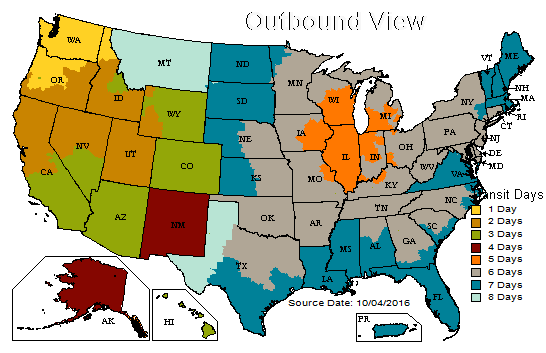 Outbound View
WA
MT
ND
OR
ID
WY
SD
MN
WI
MI
NY
VT
ME
NH
MA
RI
CT
NJ
DE
MD
NV
UT
CO
NE
IA
IL
IN
OH
PA
WV
VA
CA
AZ
NM
KS
MO
KY
TN
NC
OK
AR
SC
TX
LA
MS
AL
GA
FL
AK
HI
PR
nsit Days
1 Day
2 Days
3 Days
4 Days
5 Days
6 Days
7 Days
8 Days
Source Date: 10/04/2016